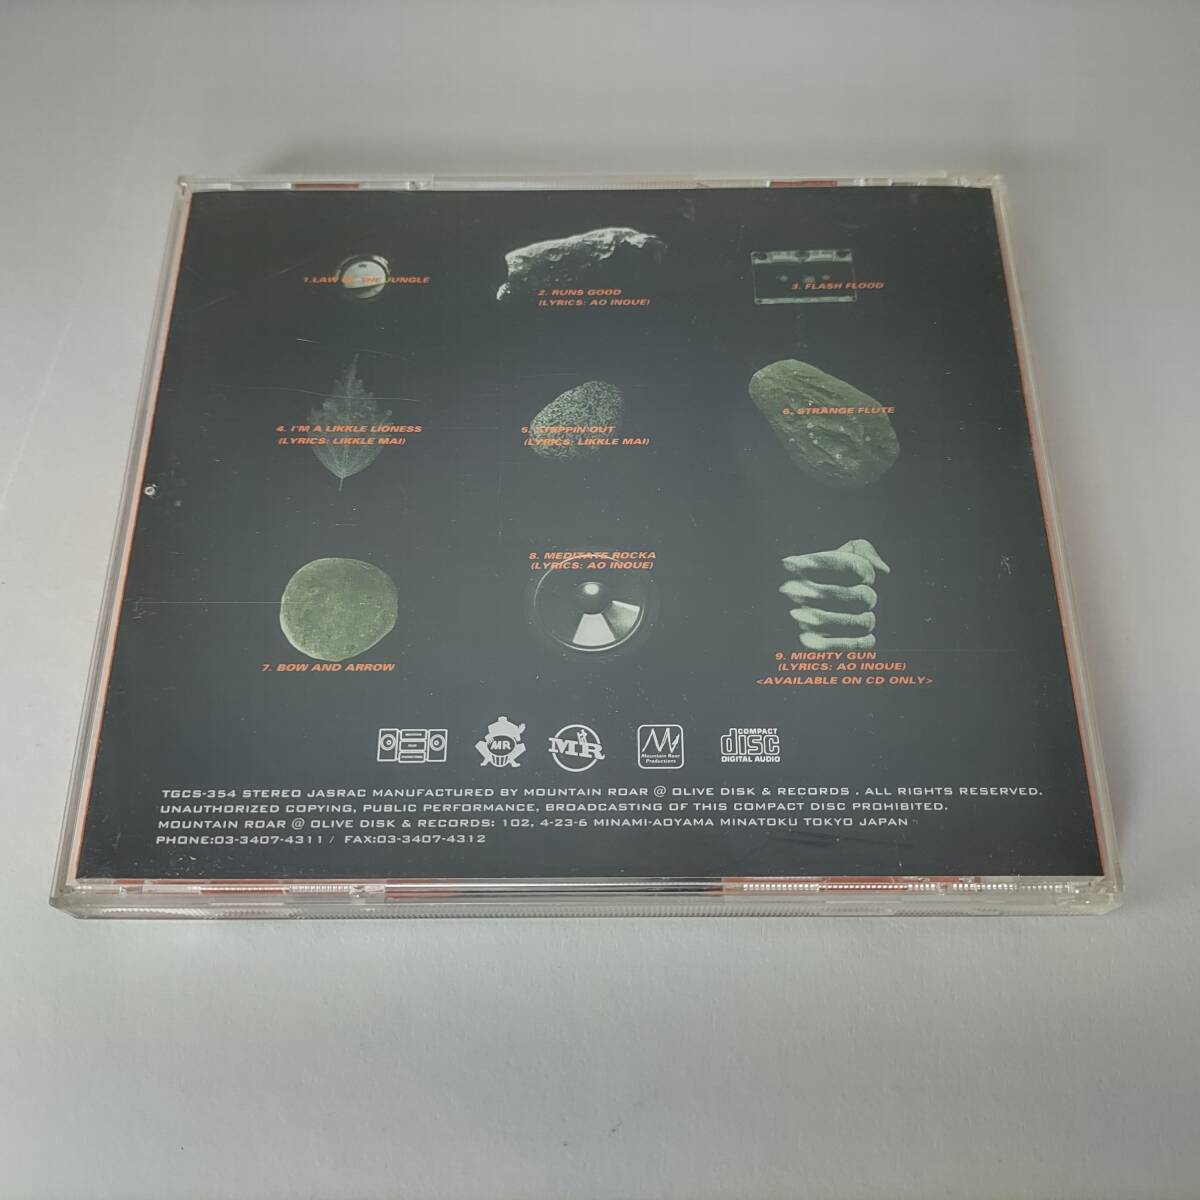 1.LAW OF THE JUNGLE
2. RUNS GOOD
(LYRICS: AO INOUE)
3. FLASH FLOOD
4. I'M A LIKKLE LIONESS
(LYRICS: LIKKLE MAI)
5. STEPPIN OUT
(LYRICS: LIKKLE MAI)
6. STRANGE FLUTE
7. BOW AND ARROW
8. MEDITATE ROCKA
(LYRICS: AO INOUE)
9. MIGHTY GUN
(LYRICS: AO INOUE)
<AVAILABLE ON CD ONLY>
MR
MR
Mountain Roar
Productions
COMPACT
disc
DIGITAL AUDIO
TGCS-354 STEREO JASRAC MANUFACTURED BY MOUNTAIN ROAR @ OLIVE DISK & RECORDS . ALL RIGHTS RESERVED.
UNAUTHORIZED COPYING, PUBLIC PERFORMANCE, BROADCASTING OF THIS COMPACT DISC PROHIBITED.
MOUNTAIN ROAR @ OLIVE DISK & RECORDS: 102, 4-23-6 MINAMI-AOYAMA MINATOKU TOKYO JAPAN
PHONE:03-3407-4311 / FAX:03-3407-4312